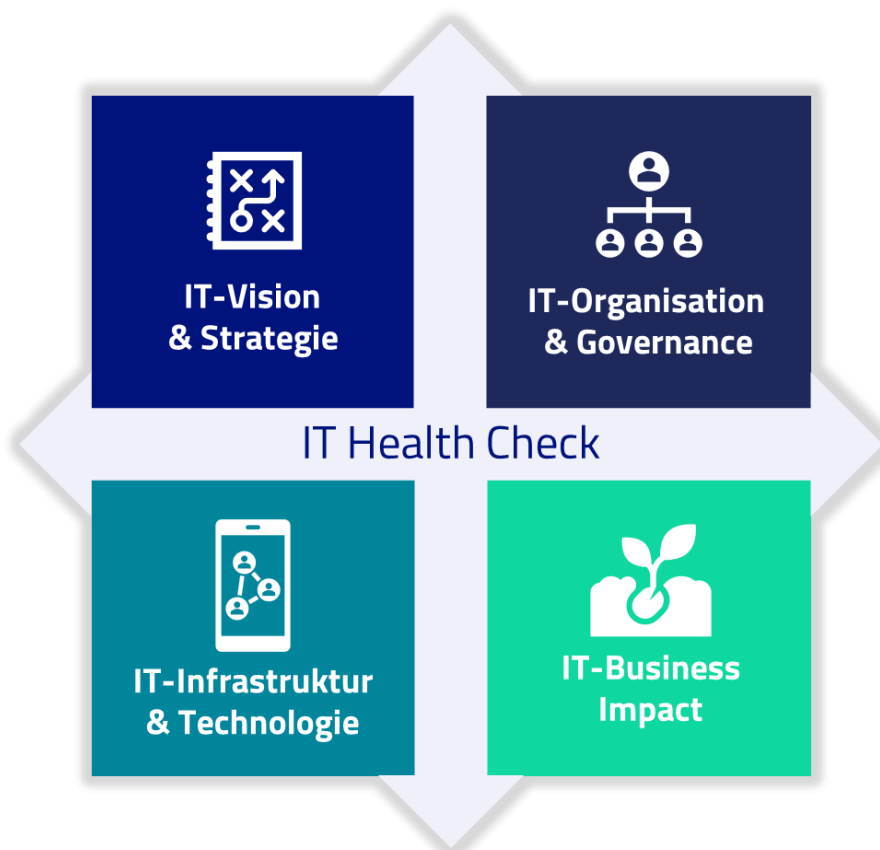 IT-Vision
& Strategie
IT-Organisation
& Governance
IT Health Check
IT-Infrastruktur
& Technologie
IT-Business
Impact